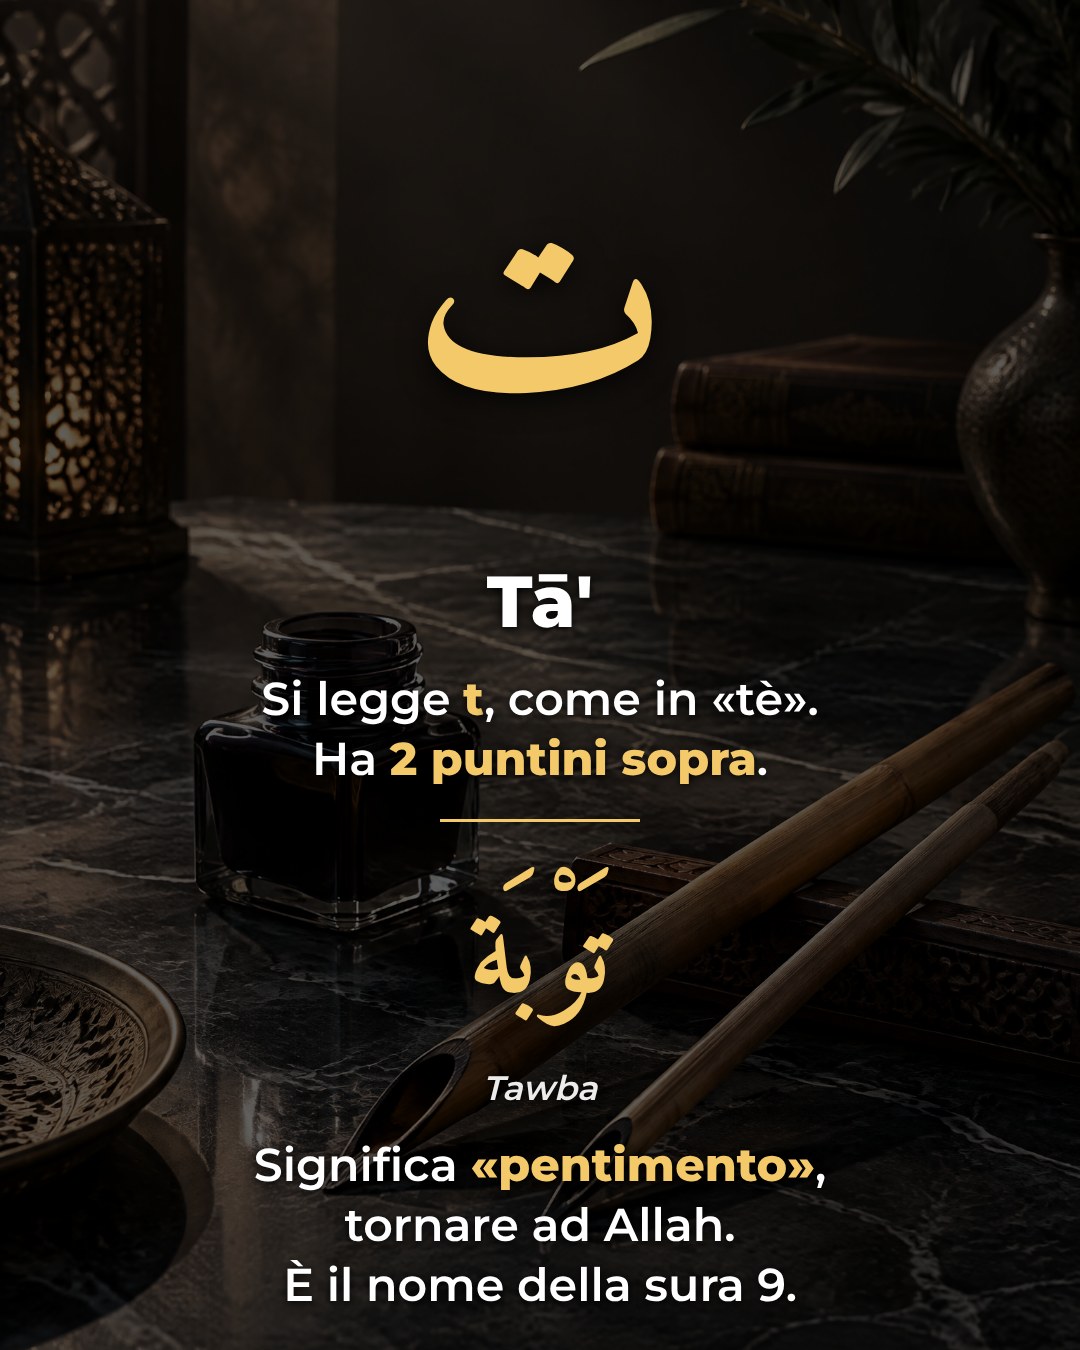 ت
Tā'
Si legge t, come in «tè».
Ha 2 puntini sopra.
تَوْبَة
Tawba
Significa «pentimento»,
tornare ad Allah.
È il nome della sura 9.